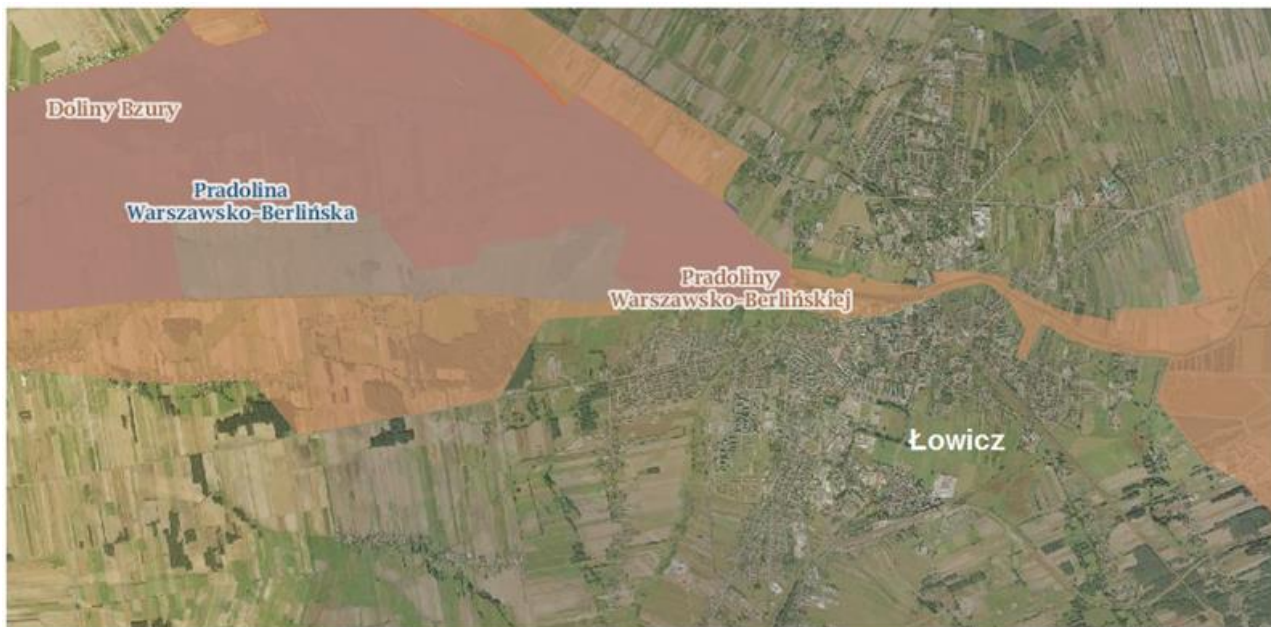 Doliny Bzury
Pradolina
Warszawsko-Berlińska
Pradoliny
Warszawsko-Berlińskiej
Łowicz